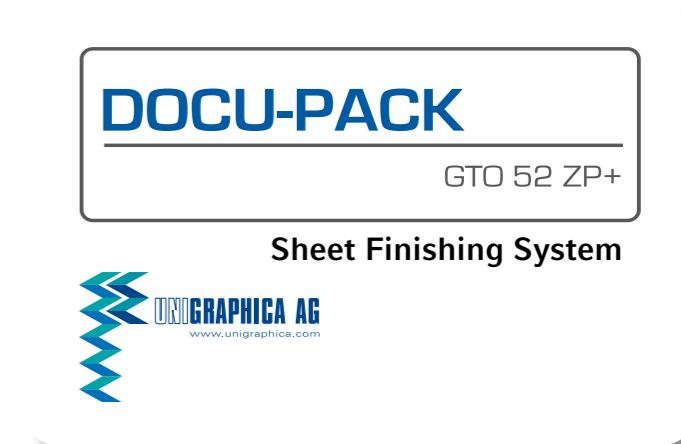 DOCU-PACK
GTO 52 ZP+
Sheet Finishing System
UNIGRAPHICA AG
www.unigraphica.com